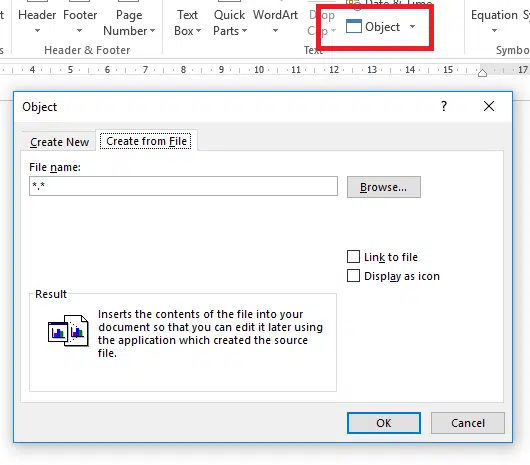 Date & Time
Header Footer Page Number Text Box Quick Parts WordArt Drop Cap Object Equation
Header & Footer Text
4 5 6 7 8 9 10 11 12 13 14 15 17
Object
Create New Create from File
File name:
*.*
Browse...
Link to file
Display as icon
Result
Inserts the contents of the file into your
document so that you can edit it later using
the application which created the source
file.
OK Cancel